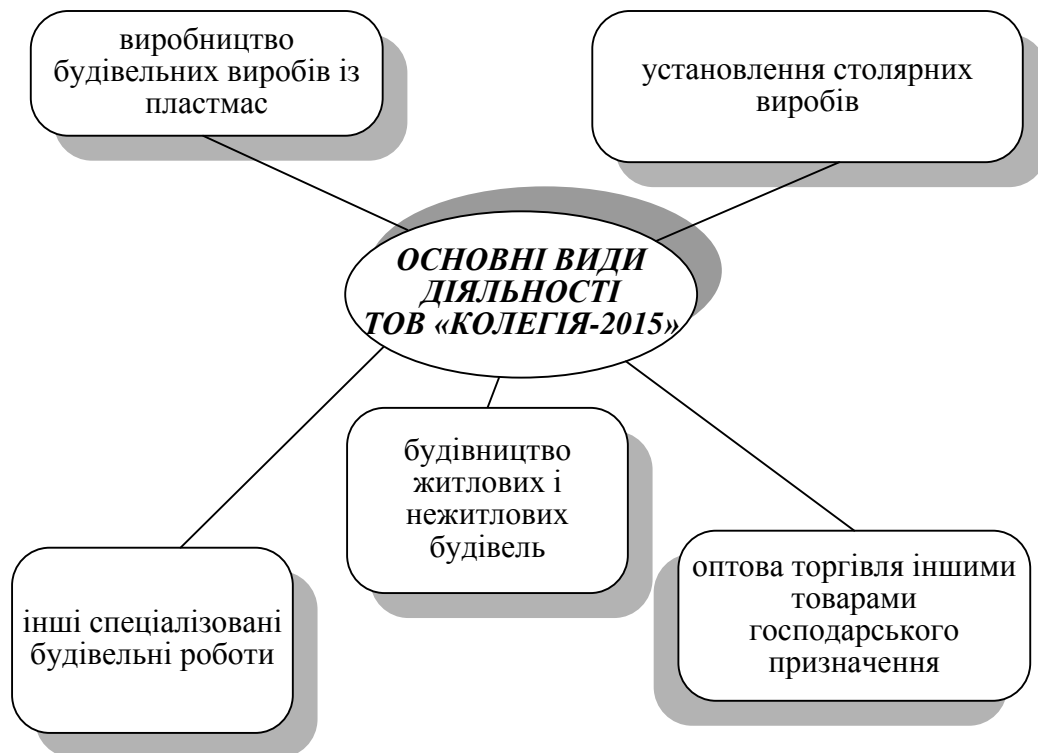 виробництво
будівельних виробів із
пластмас
установлення столярних
виробів
ОСНОВНІ ВИДИ
ДІЯЛЬНОСТІ
ТОВ «КОЛЕГІЯ-2015»
будівництво
житлових і
нежитлових
будівель
інші спеціалізовані
будівельні роботи
оптова торгівля іншими
товарами
господарського
призначення